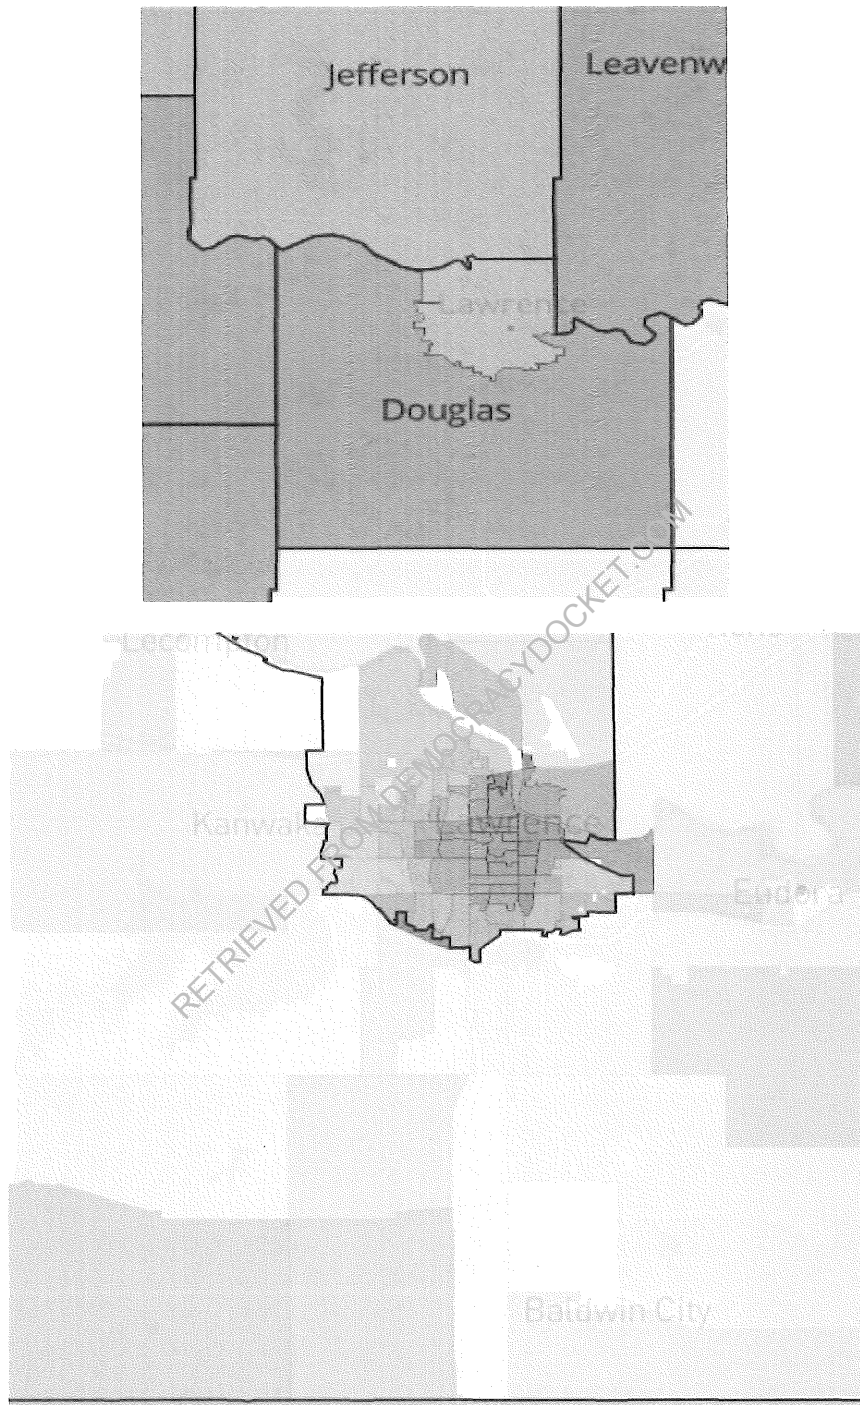 Jefferson
Leavenw
Lawrence
Douglas
Lecompton
Kanwaka
Lawrence
Eudora
Baldwin City
RETRIEVED FROM DEMOCRACYDOCKET.COM